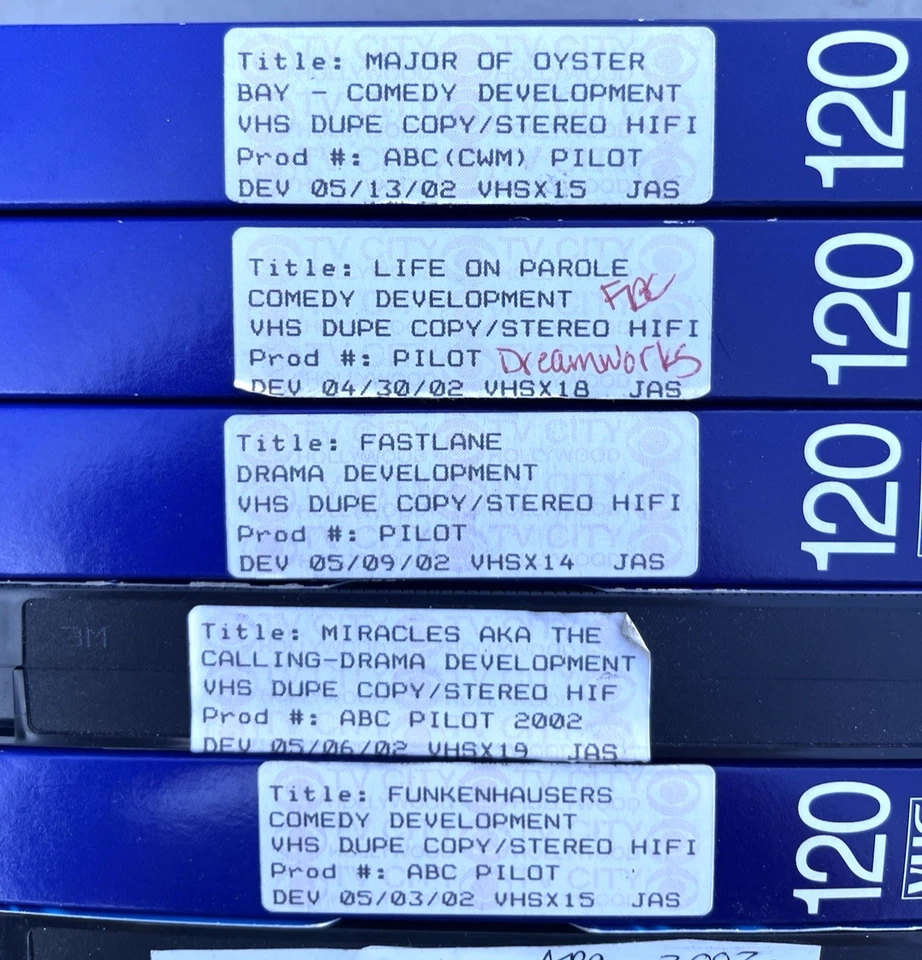 Title: MAJOR OF OYSTER
BAY - COMEDY DEVELOPMENT
VHS DUPE COPY/STEREO HIFI
Prod #: ABC(CWM) PILOT
DEV 05/13/02 VHSX15 JAS
120
Title: LIFE ON PAROLE
COMEDY DEVELOPMENT FBC
VHS DUPE COPY/STEREO HIFI
Prod #: PILOT Dreamworks
DEV 04/30/02 VHSX18 JAS
120
Title: FASTLANE
DRAMA DEVELOPMENT
VHS DUPE COPY/STEREO HIFI
Prod #: PILOT
DEV 05/09/02 VHSX14 JAS
120
3M
Title: MIRACLES AKA THE
CALLING-DRAMA DEVELOPMENT
VHS DUPE COPY/STEREO HIF
Prod #: ABC PILOT 2002
DEV 05/06/02 VHSX19 JAS
Title: FUNKENHAUSERS
COMEDY DEVELOPMENT
VHS DUPE COPY/STEREO HIFI
Prod #: ABC PILOT
DEV 05/03/02 VHSX15 JAS
120
VHS